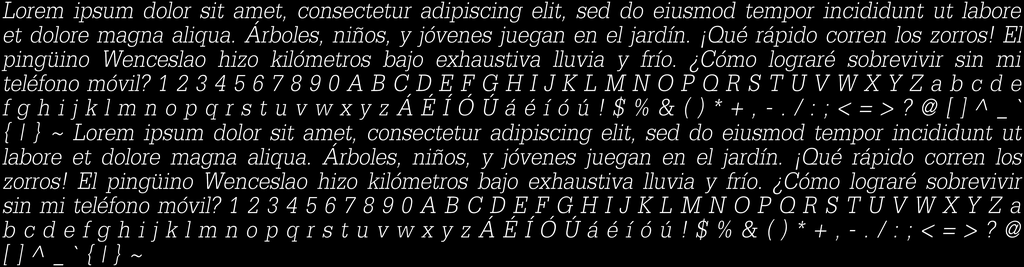 Lorem ipsum dolor sit amet, consectetur adipiscing elit, sed do eiusmod tempor incididunt ut labore
et dolore magna aliqua. Árboles, niños, y jóvenes juegan en el jardín. ¡Qué rápido corren los zorros! El
pingüino Wenceslao hizo kilómetros bajo exhaustiva lluvia y frío. ¿Cómo lograré sobrevivir sin mi
teléfono móvil? 1 2 3 4 5 6 7 8 9 0 A B C D E F G H I J K L M N O P Q R S T U V W X Y Z a b c d e
f g h i j k l m n o p q r s t u v w x y z Á É Í Ó Ú á é í ó ú ! $ % & ( ) * + , - . / : ; < = > ? @ [ ] ^ _ `
{ | } ~ Lorem ipsum dolor sit amet, consectetur adipiscing elit, sed do eiusmod tempor incididunt ut
labore et dolore magna aliqua. Árboles, niños, y jóvenes juegan en el jardín. ¡Qué rápido corren los
zorros! El pingüino Wenceslao hizo kilómetros bajo exhaustiva lluvia y frío. ¿Cómo lograré sobrevivir
sin mi teléfono móvil? 1 2 3 4 5 6 7 8 9 0 A B C D E F G H I J K L M N O P Q R S T U V W X Y Z a
b c d e f g h i j k l m n o p q r s t u v w x y z Á É Í Ó Ú á é í ó ú ! $ % & ( ) * + , - . / : ; < = > ? @
[ ] ^ _ ` { | } ~